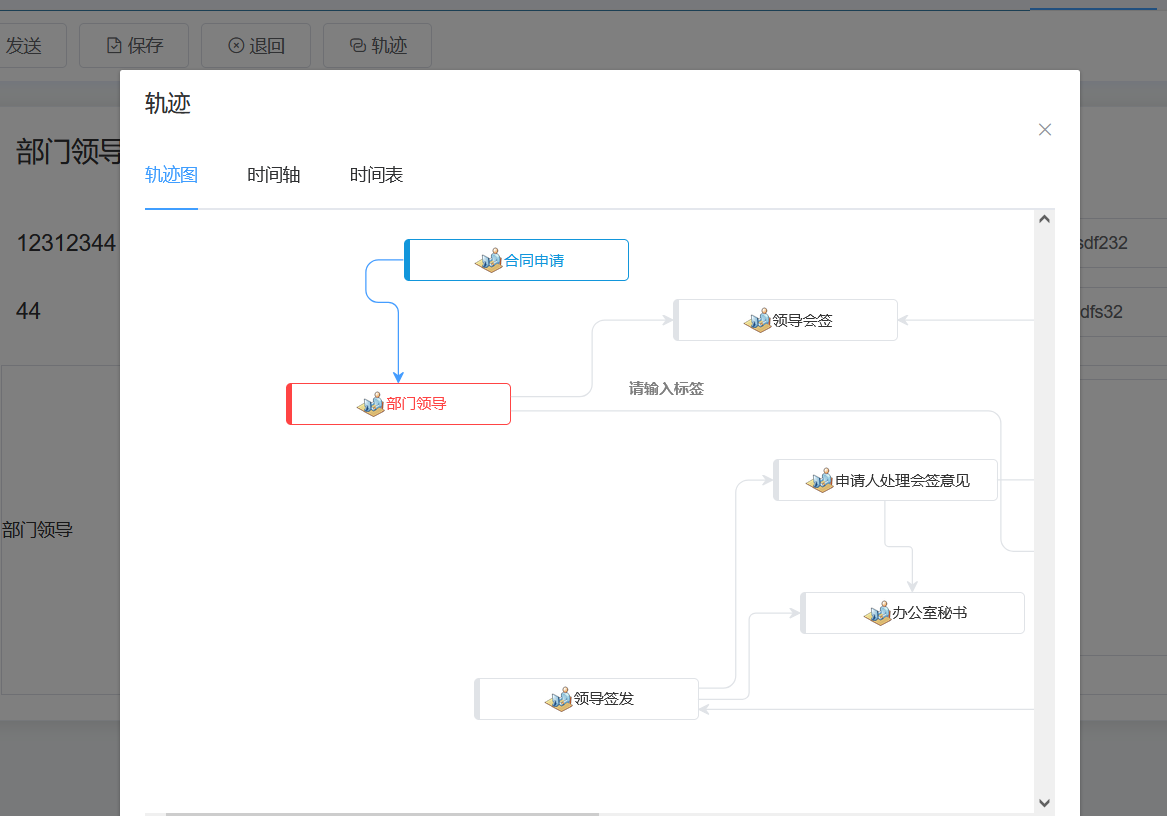 发送 保存 退回 轨迹
轨迹
部门领导
轨迹图 时间轴 时间表
12312344
sdf232
合同申请
44
dfs32
领导会签
请输入标签
部门领导
申请人处理会签意见
部门领导
办公室秘书
领导签发